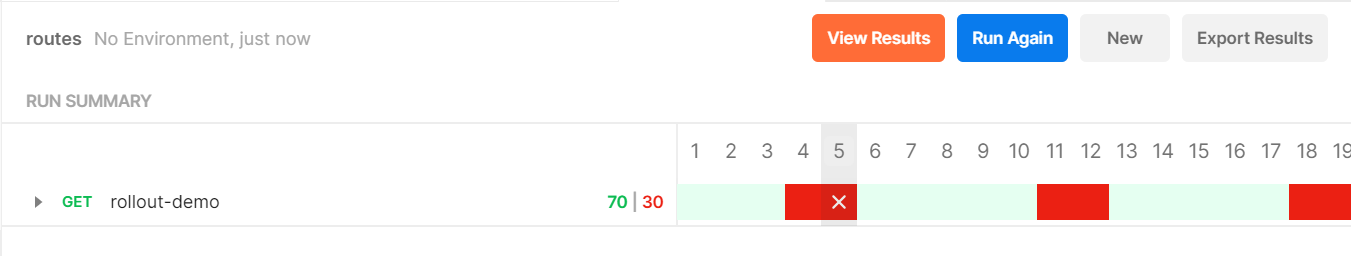 routes No Environment, just now View Results Run Again New Export Results
RUN SUMMARY
1 2 3 4 5 6 7 8 9 10 11 12 13 14 15 16 17 18 19
GET rollout-demo 70 | 30